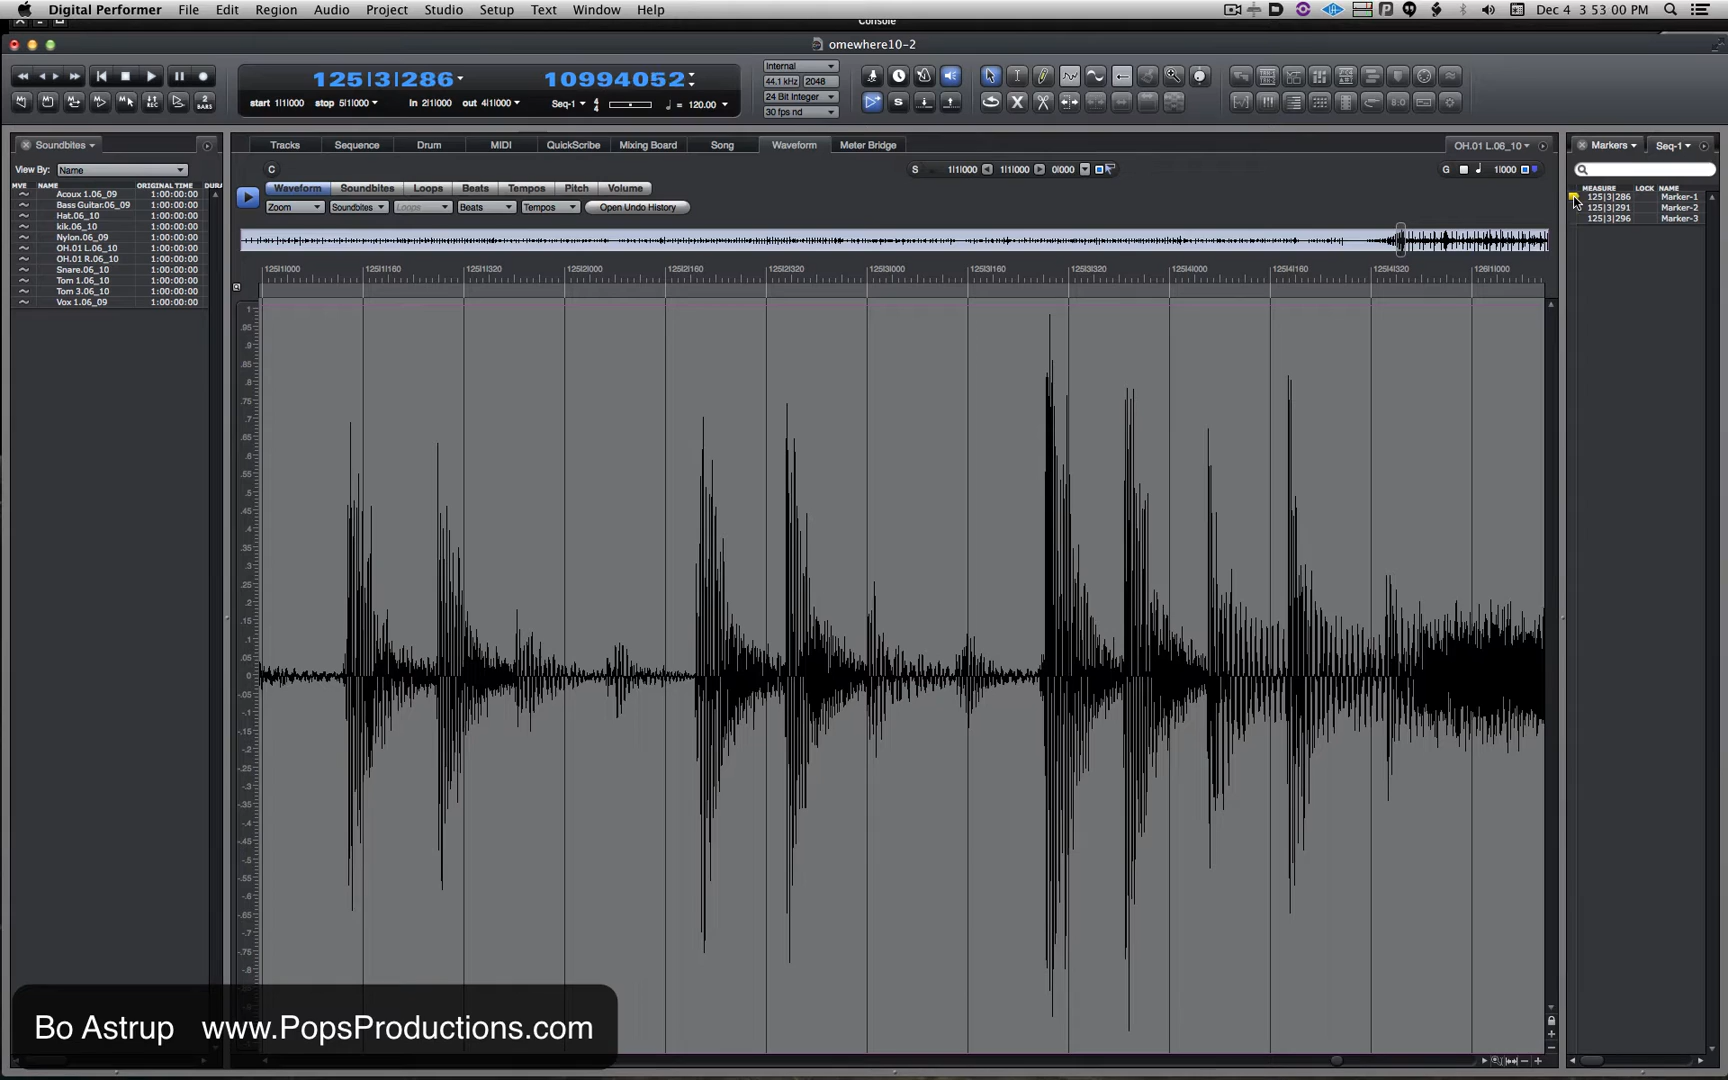 Digital Performer File Edit Region Audio Project Studio Setup Text Window Help Dec 4 3 53 00 PM
Console
omewhere10-2
125|3|286 10994052
start 1|1|000 stop 5|1|000 in 2|1|000 out 4|1|000 Seq-1 4 4 = 120.00
Internal
44.1 kHz 2048
24 Bit Integer
30 fps nd
2 BARS
Soundbites
Tracks Sequence Drum MIDI QuickScribe Mixing Board Song Waveform Meter Bridge OH.01 L.06_10
Markers Seq-1
View By: Name
C S 1|1|000 1|1|000 0|000 G 1|000
MVE NAME ORIGINAL TIME DURA
Acoux 1.06_09 1:00:00:00
Bass Guitar.06_09 1:00:00:00
Hat.06_10 1:00:00:00
kik.06_10 1:00:00:00
Nylon.06_09 1:00:00:00
OH.01 L.06_10 1:00:00:00
OH.01 R.06_10 1:00:00:00
Snare.06_10 1:00:00:00
Tom 1.06_10 1:00:00:00
Tom 3.06_10 1:00:00:00
Vox 1.06_09 1:00:00:00
Waveform Soundbites Loops Beats Tempos Pitch Volume
Zoom Soundbites Loops Beats Tempos Open Undo History
MEASURE LOCK NAME
125|3|286 Marker-1
125|3|291 Marker-2
125|3|296 Marker-3
125|1|000 125|1|160 125|1|320 125|2|000 125|2|160 125|2|320 125|3|000 125|3|160 125|3|320 125|4|000 125|4|160 125|4|320 126|1|000
1
.95
.9
.85
.8
.75
.7
.65
.6
.55
.5
.45
.4
.35
.3
.25
.2
.15
.1
.05
0
-.05
-.1
-.15
-.2
-.25
-.3
-.35
-.4
-.45
-.5
-.55
-.6
-.65
-.7
-.75
-.8
-.85
Bo Astrup www.PopsProductions.com